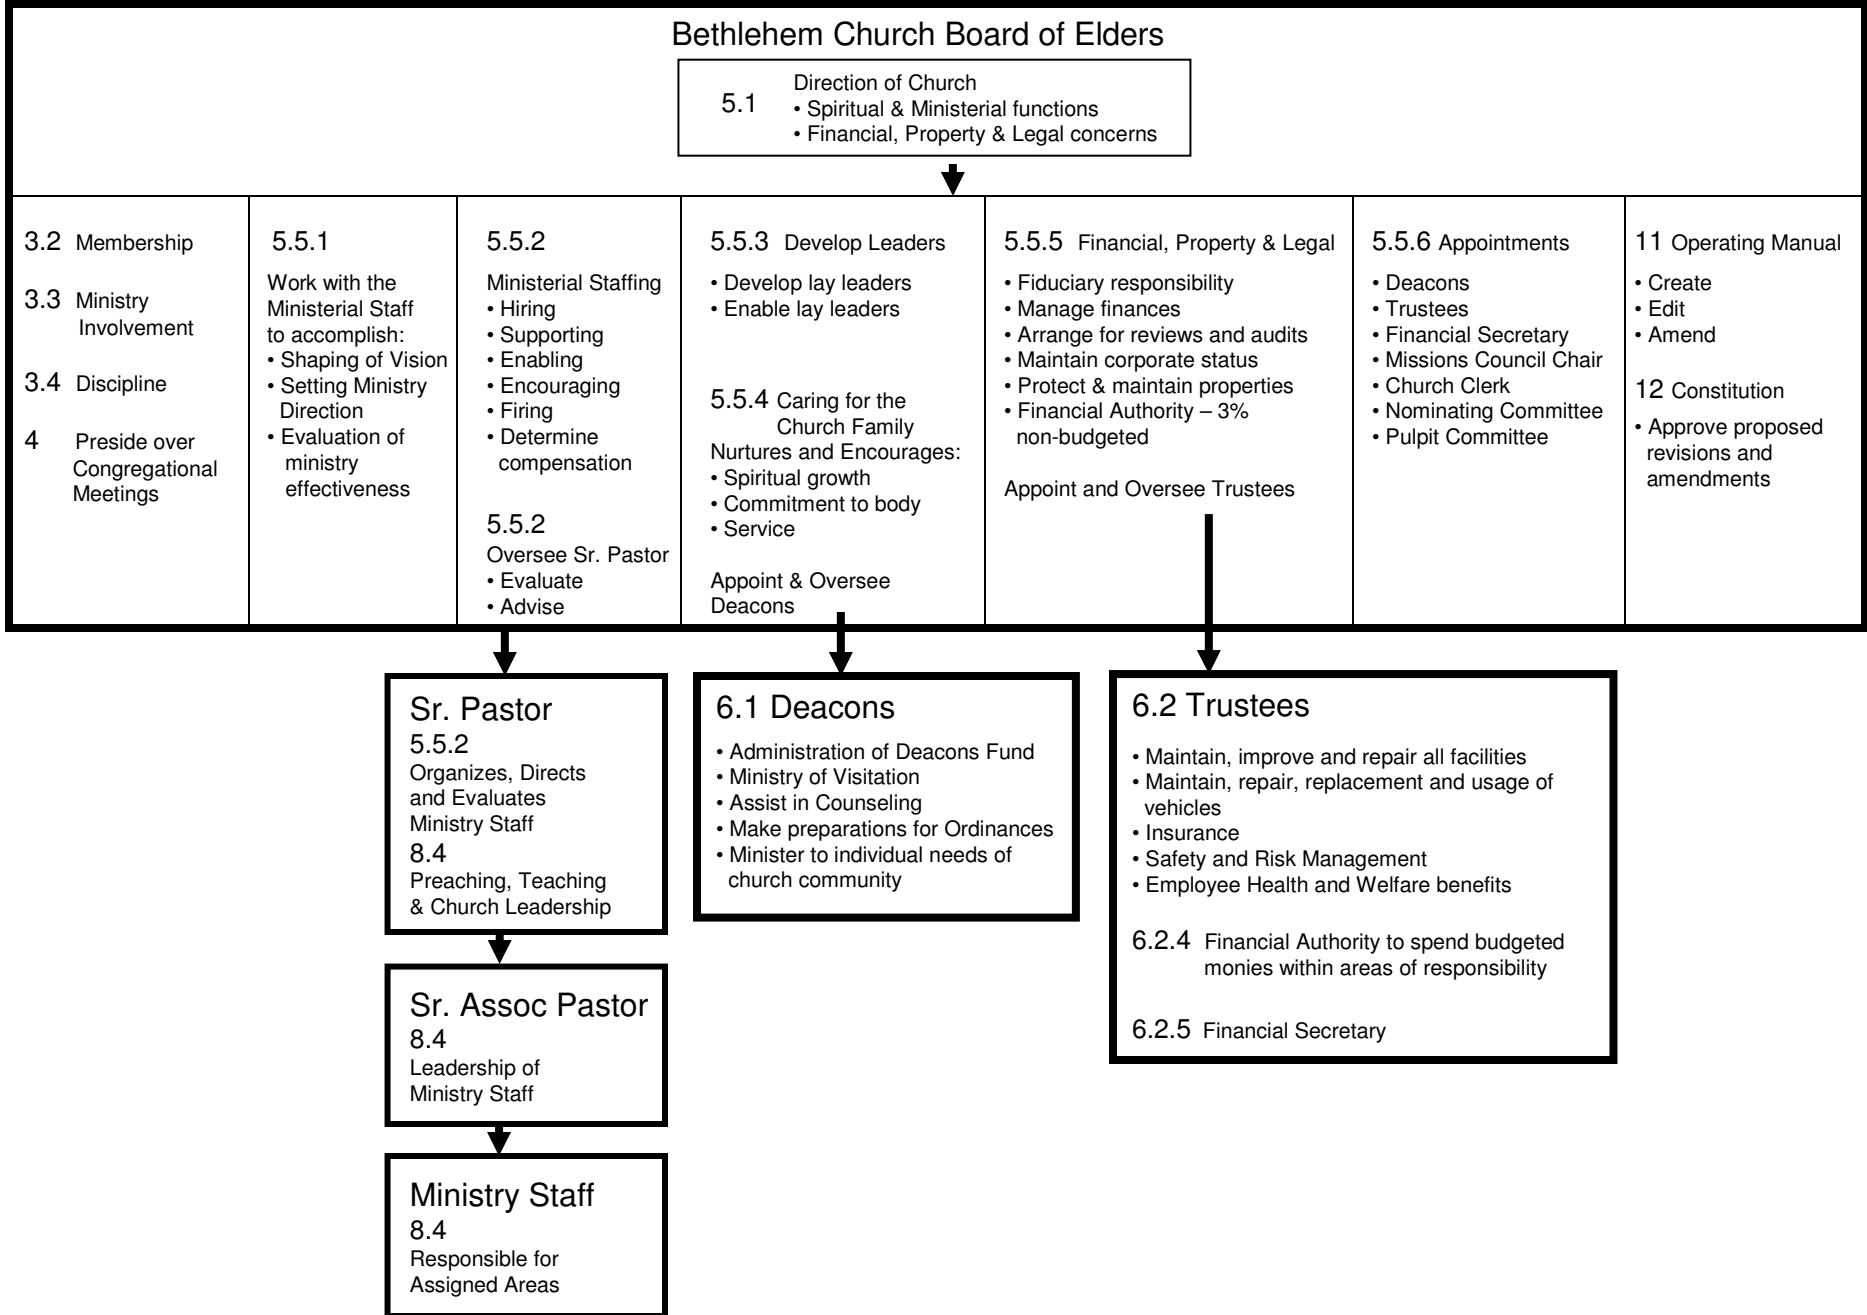 Bethlehem Church Board of Elders
5.1
Direction of Church
• Spiritual & Ministerial functions
• Financial, Property & Legal concerns
3.2 Membership
3.3 Ministry
Involvement
3.4 Discipline
4 Preside over
Congregational
Meetings
5.5.1
Work with the
Ministerial Staff
to accomplish:
• Shaping of Vision
• Setting Ministry
Direction
• Evaluation of
ministry
effectiveness
5.5.2
Ministerial Staffing
• Hiring
• Supporting
• Enabling
• Encouraging
• Firing
• Determine
compensation
5.5.2
Oversee Sr. Pastor
• Evaluate
• Advise
5.5.3 Develop Leaders
• Develop lay leaders
• Enable lay leaders
5.5.4 Caring for the
Church Family
Nurtures and Encourages:
• Spiritual growth
• Commitment to body
• Service
Appoint & Oversee
Deacons
5.5.5 Financial, Property & Legal
• Fiduciary responsibility
• Manage finances
• Arrange for reviews and audits
• Maintain corporate status
• Protect & maintain properties
• Financial Authority – 3%
non-budgeted
Appoint and Oversee Trustees
5.5.6 Appointments
• Deacons
• Trustees
• Financial Secretary
• Missions Council Chair
• Church Clerk
• Nominating Committee
• Pulpit Committee
11 Operating Manual
• Create
• Edit
• Amend
12 Constitution
• Approve proposed
revisions and
amendments
Sr. Pastor
5.5.2
Organizes, Directs
and Evaluates
Ministry Staff
8.4
Preaching, Teaching
& Church Leadership
Sr. Assoc Pastor
8.4
Leadership of
Ministry Staff
Ministry Staff
8.4
Responsible for
Assigned Areas
6.1 Deacons
• Administration of Deacons Fund
• Ministry of Visitation
• Assist in Counseling
• Make preparations for Ordinances
• Minister to individual needs of
church community
6.2 Trustees
• Maintain, improve and repair all facilities
• Maintain, repair, replacement and usage of
vehicles
• Insurance
• Safety and Risk Management
• Employee Health and Welfare benefits
6.2.4 Financial Authority to spend budgeted
monies within areas of responsibility
6.2.5 Financial Secretary